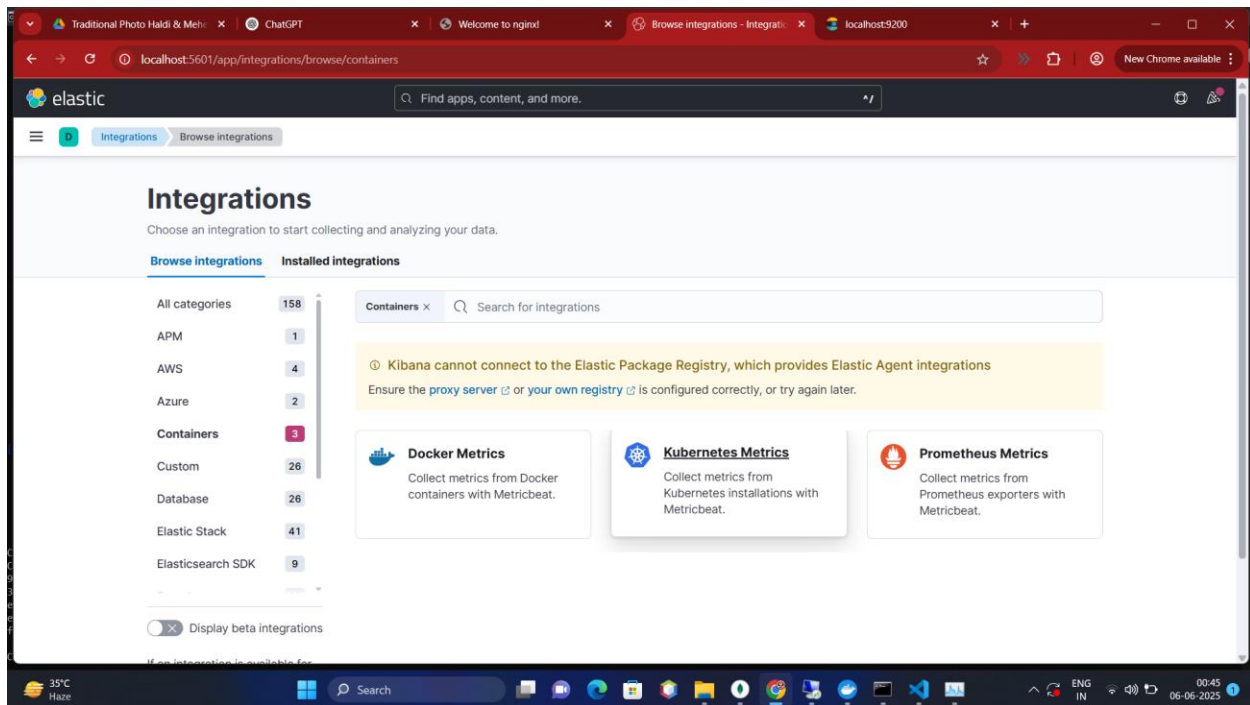 Traditional Photo Haldi & Mehe
ChatGPT
Welcome to nginx!
Browse integrations - Integratio
localhost:9200
localhost:5601/app/integrations/browse/containers
New Chrome available
elastic
Find apps, content, and more.
^/
D
Integrations
Browse integrations
Integrations
Choose an integration to start collecting and analyzing your data.
Browse integrations
Installed integrations
All categories 158
APM 1
AWS 4
Azure 2
Containers 3
Custom 26
Database 26
Elastic Stack 41
Elasticsearch SDK 9
Display beta integrations
Containers ×
Search for integrations
Kibana cannot connect to the Elastic Package Registry, which provides Elastic Agent integrations
Ensure the proxy server or your own registry is configured correctly, or try again later.
Docker Metrics
Collect metrics from Docker
containers with Metricbeat.
Kubernetes Metrics
Collect metrics from
Kubernetes installations with
Metricbeat.
Prometheus Metrics
Collect metrics from
Prometheus exporters with
Metricbeat.
35°C
Haze
Search
ENG
IN
00:45
06-06-2025
1